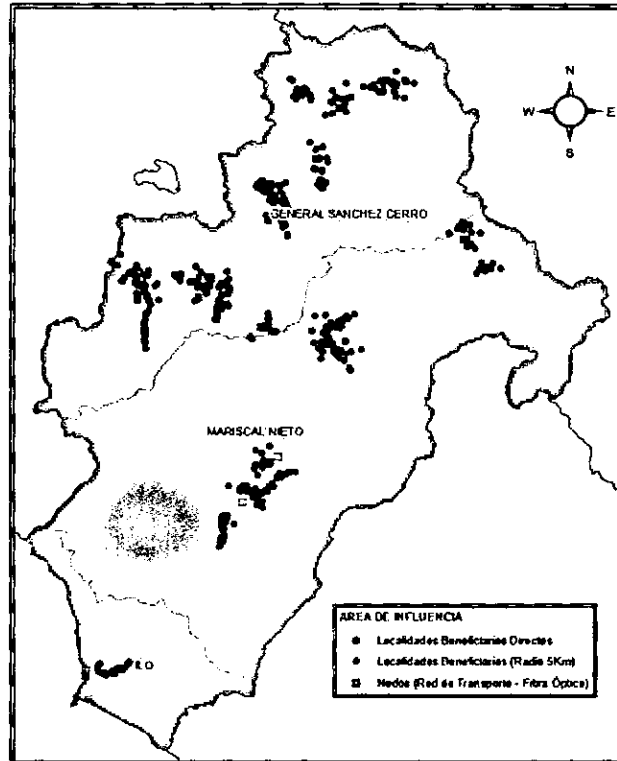 N
W E
S
GENERAL SANCHEZ CERRO
MARISCAL NIETO
ILO
AREA DE INFLUENCIA
Localidades Beneficiarias Directas
Localidades Beneficiarias (Radio 5Km)
Nodos (Red de Transporte - Fibra Óptica)